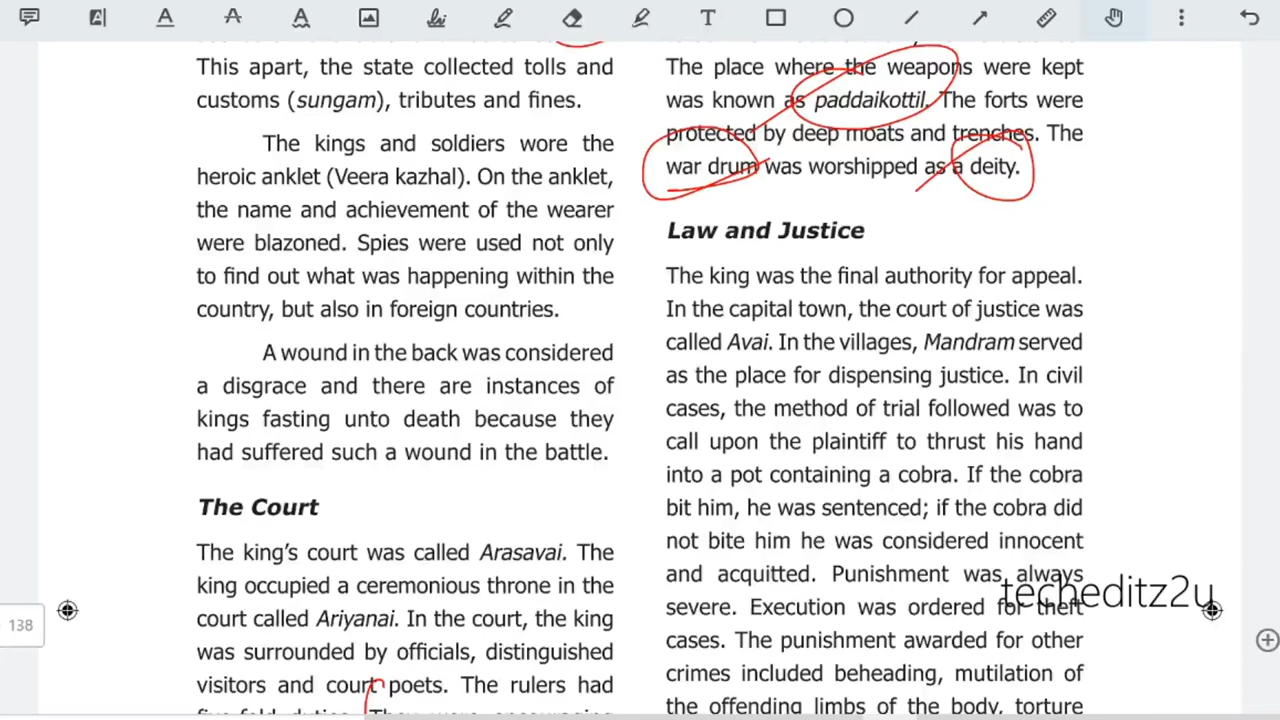 This apart, the state collected tolls and
customs (sungam), tributes and fines.
The kings and soldiers wore the
heroic anklet (Veera kazhal). On the anklet,
the name and achievement of the wearer
were blazoned. Spies were used not only
to find out what was happening within the
country, but also in foreign countries.
A wound in the back was considered
a disgrace and there are instances of
kings fasting unto death because they
had suffered such a wound in the battle.
The Court
The king's court was called Arasavai. The
king occupied a ceremonious throne in the
court called Ariyanai. In the court, the king
was surrounded by officials, distinguished
visitors and court poets. The rulers had
five-fold duties. They were encouraging
138
The place where the weapons were kept
was known as paddaikottil. The forts were
protected by deep moats and trenches. The
war drum was worshipped as a deity.
Law and Justice
The king was the final authority for appeal.
In the capital town, the court of justice was
called Avai. In the villages, Mandram served
as the place for dispensing justice. In civil
cases, the method of trial followed was to
call upon the plaintiff to thrust his hand
into a pot containing a cobra. If the cobra
bit him, he was sentenced; if the cobra did
not bite him he was considered innocent
and acquitted. Punishment was always
severe. Execution was ordered for theft
cases. The punishment awarded for other
crimes included beheading, mutilation of
the offending limbs of the body, torture
techeditz2u